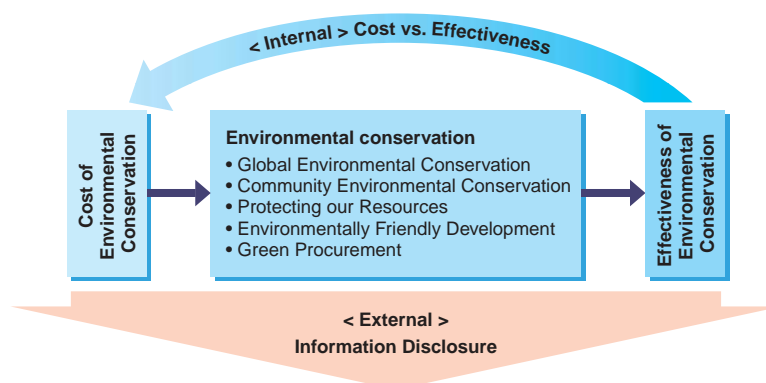 < Internal > Cost vs. Effectiveness
Cost of
Environmental
Conservation
Environmental conservation
• Global Environmental Conservation
• Community Environmental Conservation
• Protecting our Resources
• Environmentally Friendly Development
• Green Procurement
Effectiveness of
Environmental
Conservation
< External >
Information Disclosure